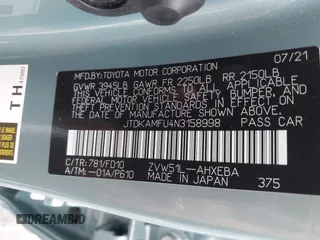 MFD.BY:TOYOTA MOTOR CORPORATION 07/21
GVWR 3945LB GAWR FR 2250LB RR 2150LB
THIS VEHICLE CONFORMS TO ALL APPLICABLE
FEDERAL MOTOR VEHICLE SAFETY, BUMPER, AND
THEFT PREVENTION STANDARDS IN EFFECT ON THE
DATE OF MANUFACTURE SHOWN ABOVE.
JTDKAMFU4N3158998 PASS.CAR
C/TR:781/FD10 ZVW51L-AHXEBA
A/TM:-01A/P610 MADE IN JAPAN 375
TH
47693
DREAMBID